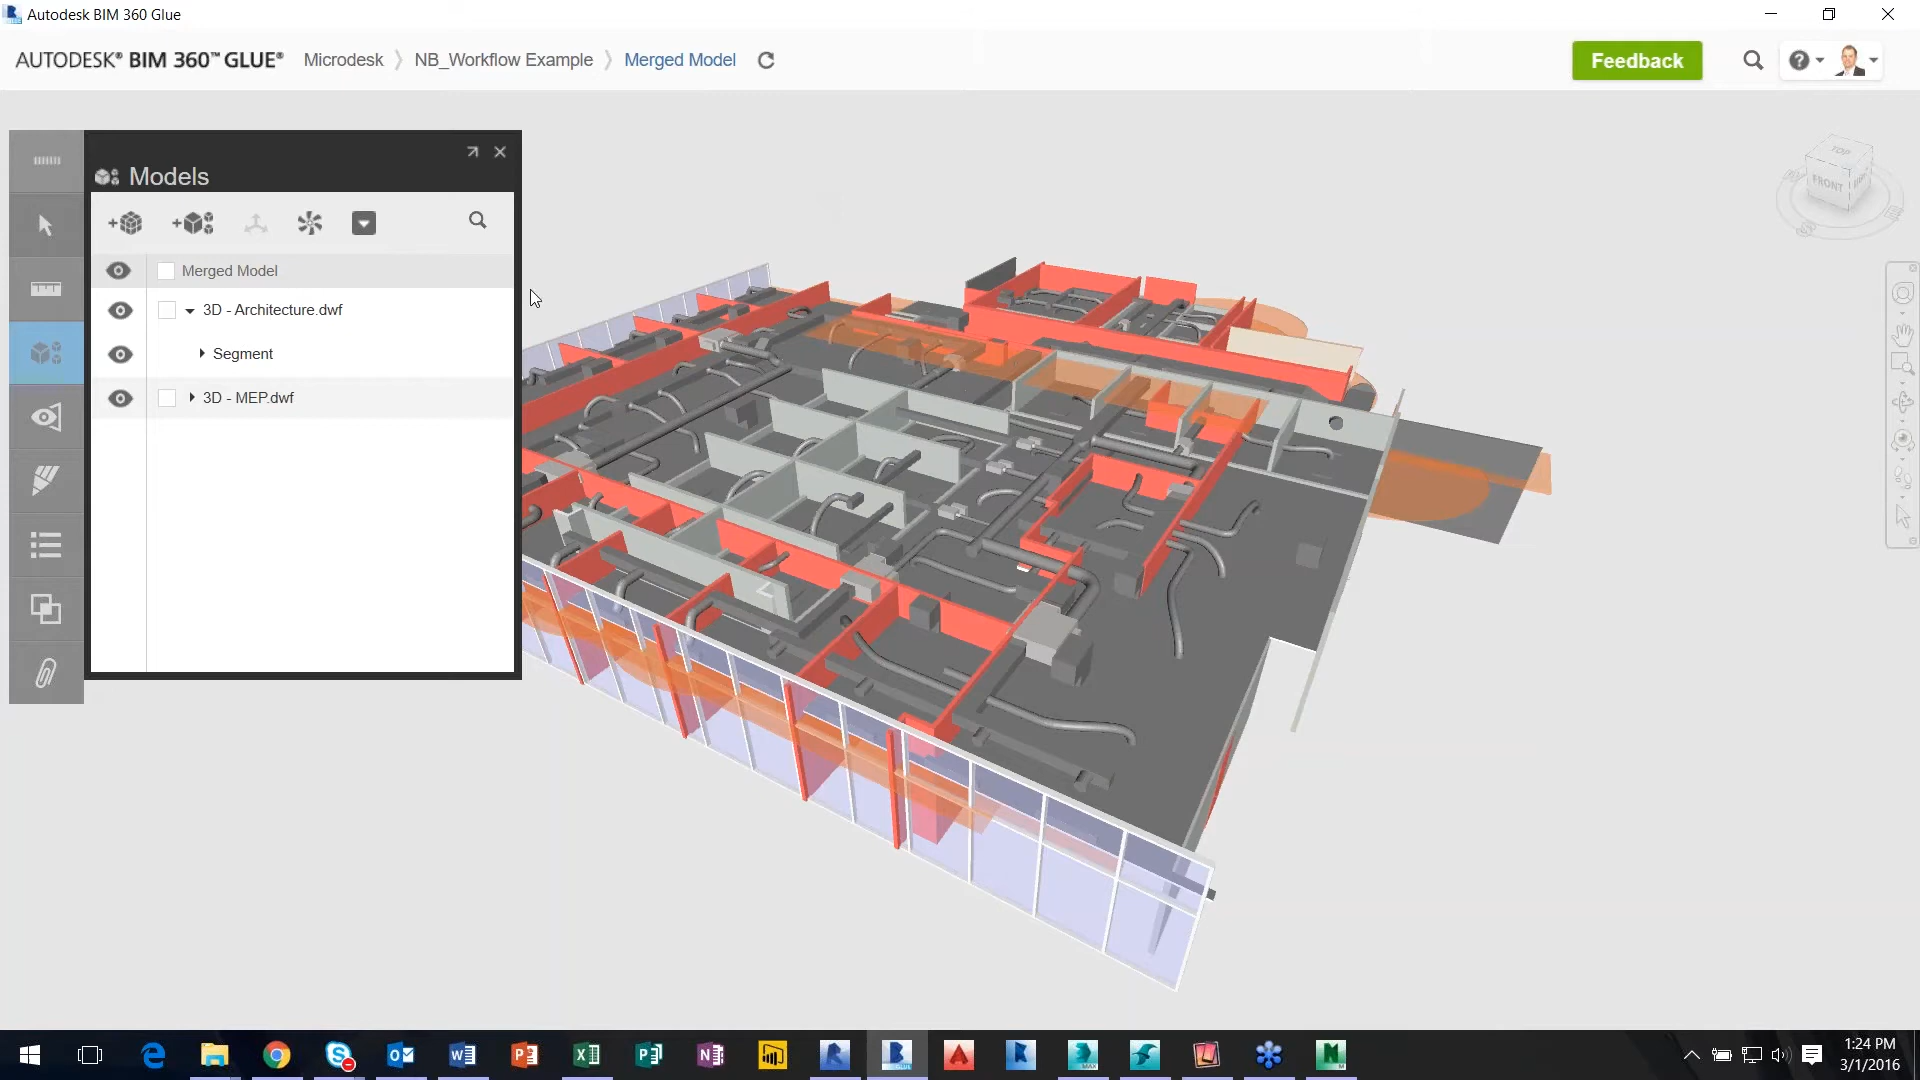 Autodesk BIM 360 Glue
AUTODESK® BIM 360™ GLUE®
Microdesk
NB_Workflow Example
Merged Model
Feedback
Models
Merged Model
3D - Architecture.dwf
Segment
3D - MEP.dwf
TOP
FRONT
1:24 PM
3/1/2016